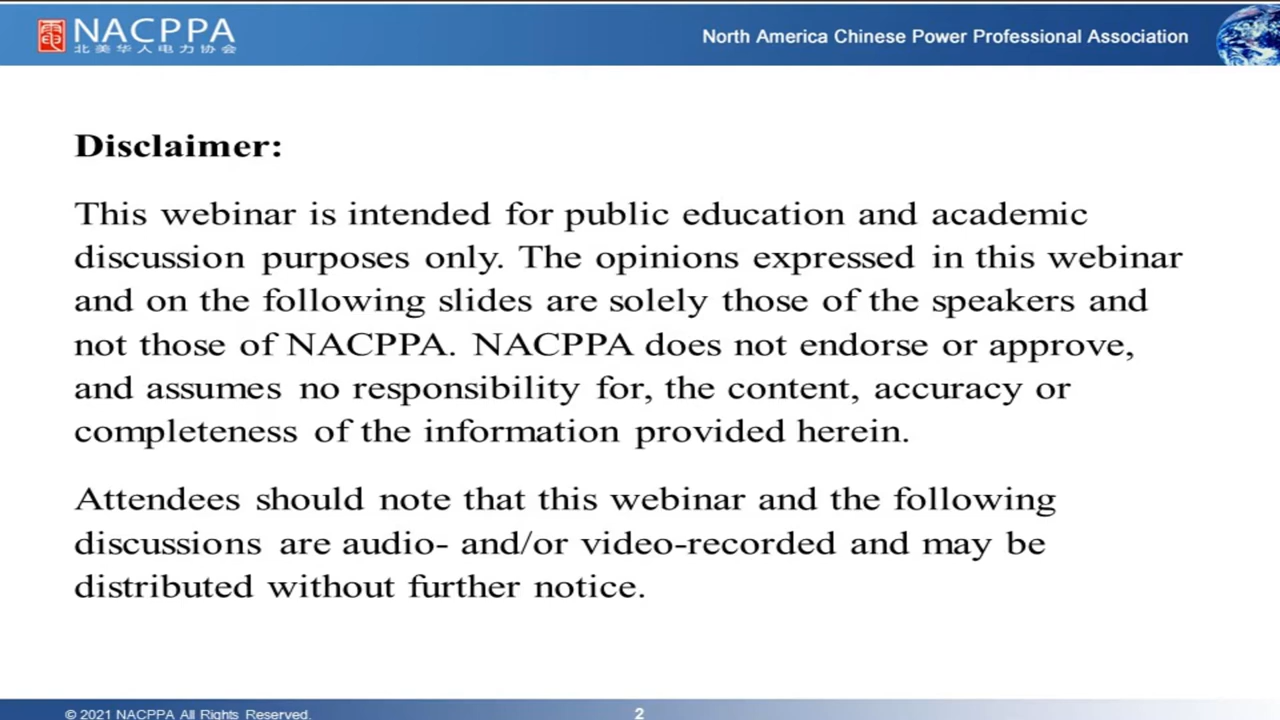 NACPPA
北美华人电力协会
North America Chinese Power Professional Association
Disclaimer:
This webinar is intended for public education and academic
discussion purposes only. The opinions expressed in this webinar
and on the following slides are solely those of the speakers and
not those of NACPPA. NACPPA does not endorse or approve,
and assumes no responsibility for, the content, accuracy or
completeness of the information provided herein.
Attendees should note that this webinar and the following
discussions are audio- and/or video-recorded and may be
distributed without further notice.
© 2021 NACPPA All Rights Reserved.
2